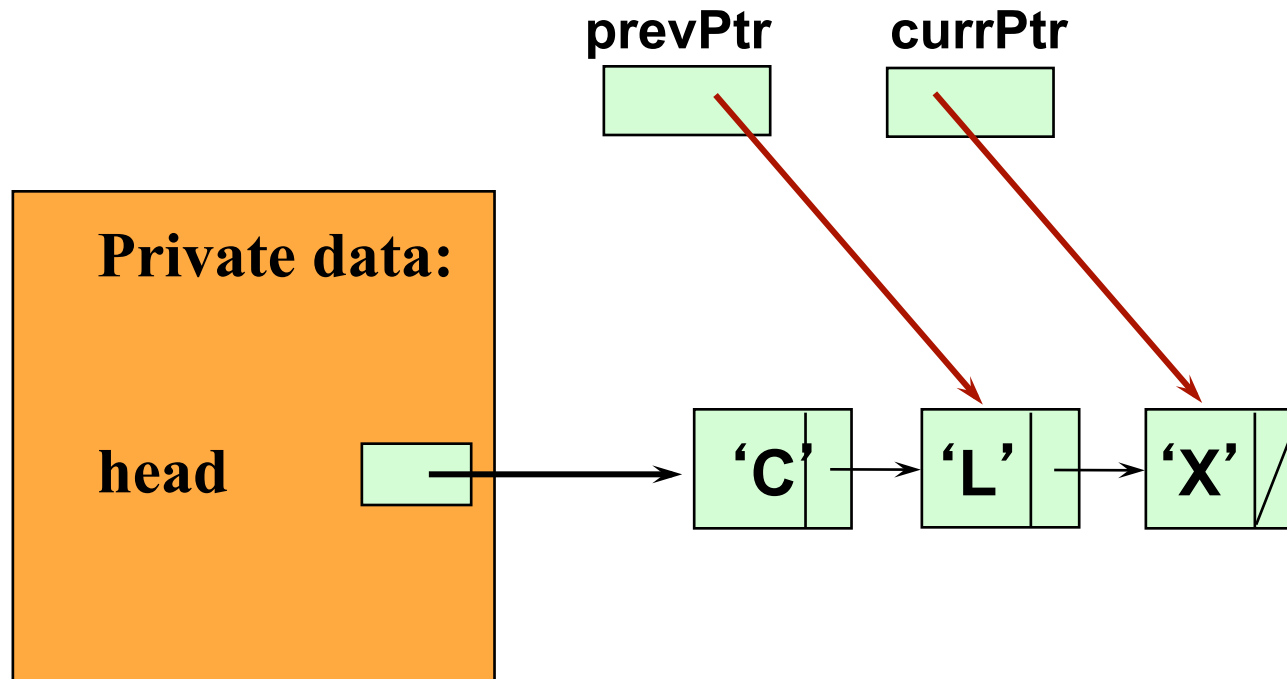 prevPtr currPtr
Private data:
head
‘C’ ‘L’ ‘X’